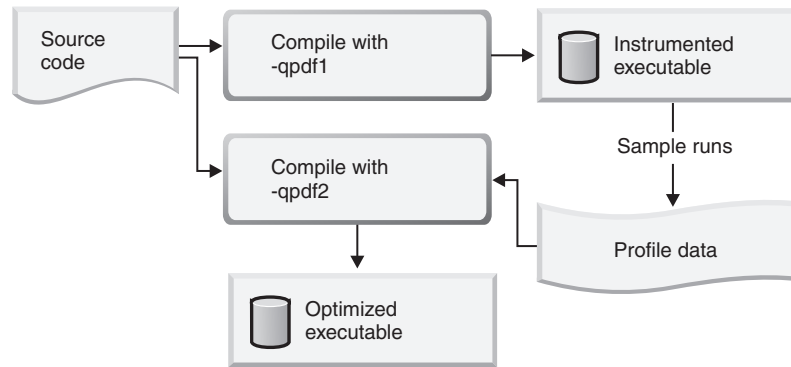 Source
code
Compile with
-qpdf1
Instrumented
executable
Sample runs
Compile with
-qpdf2
Profile data
Optimized
executable